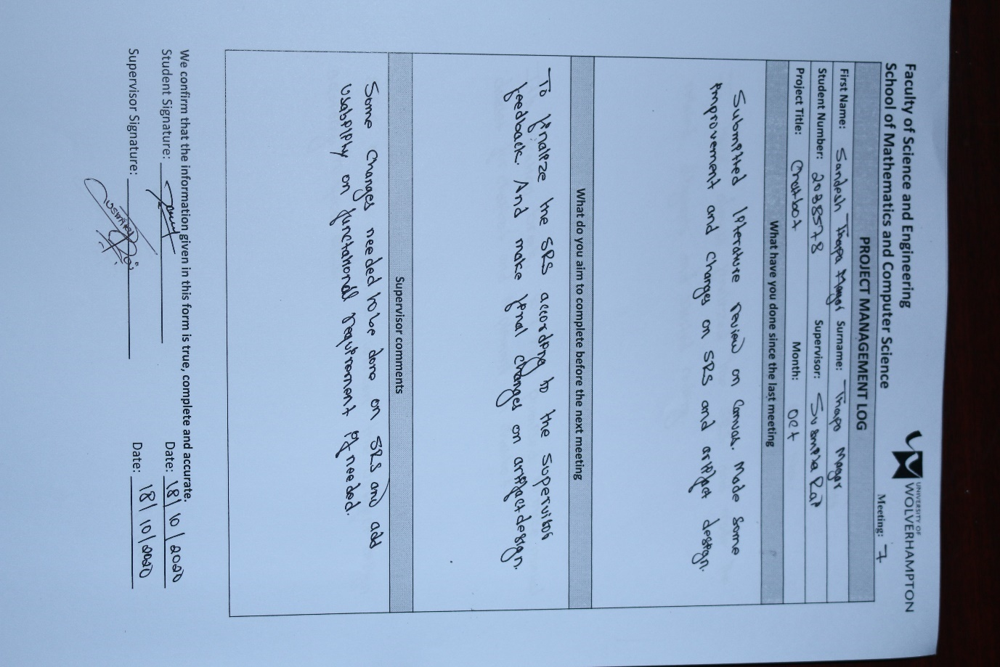 Faculty of Science and Engineering
School of Mathematics and Computer Science
UNIVERSITY OF
WOLVERHAMPTON
Meeting: 7
PROJECT MANAGEMENT LOG
First Name: Sandesh Thapa Magar Surname: Thapa Magar
Student Number: 2038578 Supervisor: Susmita Rai
Project Title: Month: Oct
What have you done since the last meeting
Submitted literature review on Canvas. Made some
improvement and changes on SRS and artifact design.
What do you aim to complete before the next meeting
To finalize the SRS according to the supervisor
feedback. And make final changes on artifact design.
Supervisor comments
Some changes needed to be done on SRS and add
usability on functational requirement if needed.
We confirm that the information given in this form is true, complete and accurate.
Student Signature: Date: 18/10/2020
Supervisor Signature: Date: 18/10/2020